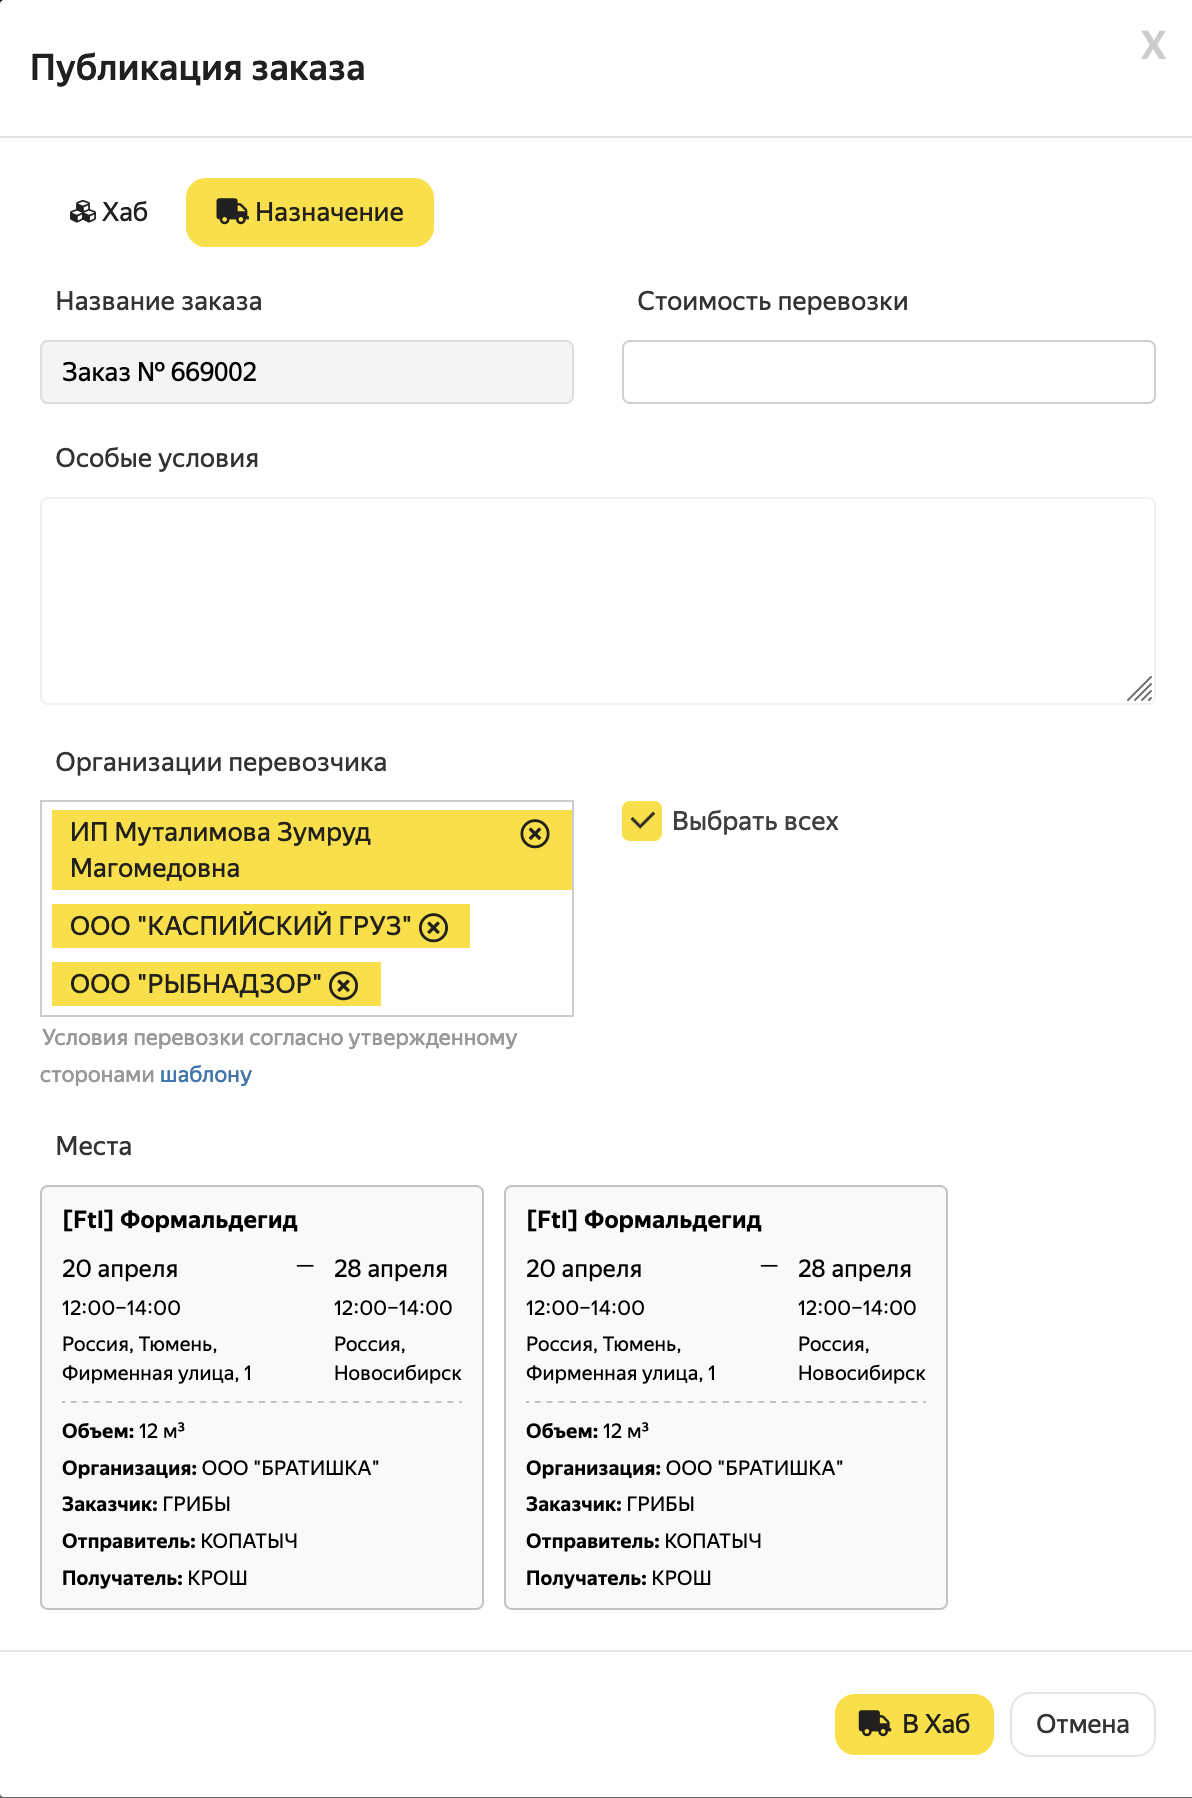 Публикация заказа
X
Хаб
Назначение
Название заказа
Стоимость перевозки
Заказ № 669002
Особые условия
Организации перевозчика
ИП Муталимова Зумруд
Магомедовна
ООО "КАСПИЙСКИЙ ГРУЗ"
ООО "РЫБНАДЗОР"
Выбрать всех
Условия перевозки согласно утвержденному
сторонами шаблону
Места
[Ftl] Формальдегид
20 апреля — 28 апреля
12:00–14:00 12:00–14:00
Россия, Тюмень, Россия,
Фирменная улица, 1 Новосибирск
Объем: 12 м³
Организация: ООО "БРАТИШКА"
Заказчик: ГРИБЫ
Отправитель: КОПАТЫЧ
Получатель: КРОШ
[Ftl] Формальдегид
20 апреля — 28 апреля
12:00–14:00 12:00–14:00
Россия, Тюмень, Россия,
Фирменная улица, 1 Новосибирск
Объем: 12 м³
Организация: ООО "БРАТИШКА"
Заказчик: ГРИБЫ
Отправитель: КОПАТЫЧ
Получатель: КРОШ
В Хаб
Отмена